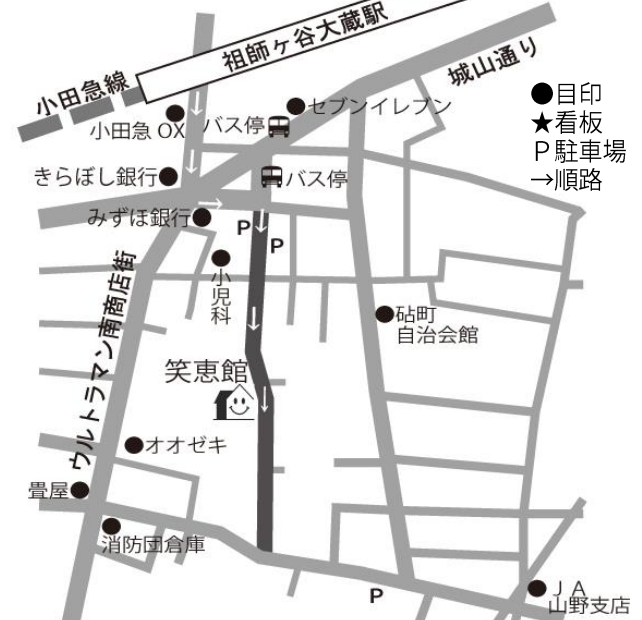 祖師ヶ谷大蔵駅
小田急線
城山通り
●目印
★看板
P駐車場
→順路
セブンイレブン
小田急 OX
バス停
きらぼし銀行
バス停
みずほ銀行
P
P
小児科
ウルトラマン南商店街
砧町
自治会館
笑恵館
オオゼキ
畳屋
消防団倉庫
P
JA
山野支店